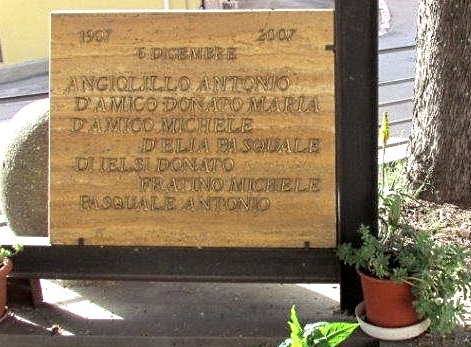 1907 2007
6 DICEMBRE
ANGIOLILLO ANTONIO
D'AMICO DONATO MARIA
D'AMICO MICHELE
D'ELIA PASQUALE
DI IELSI DONATO
FRATINO MICHELE
PASQUALE ANTONIO